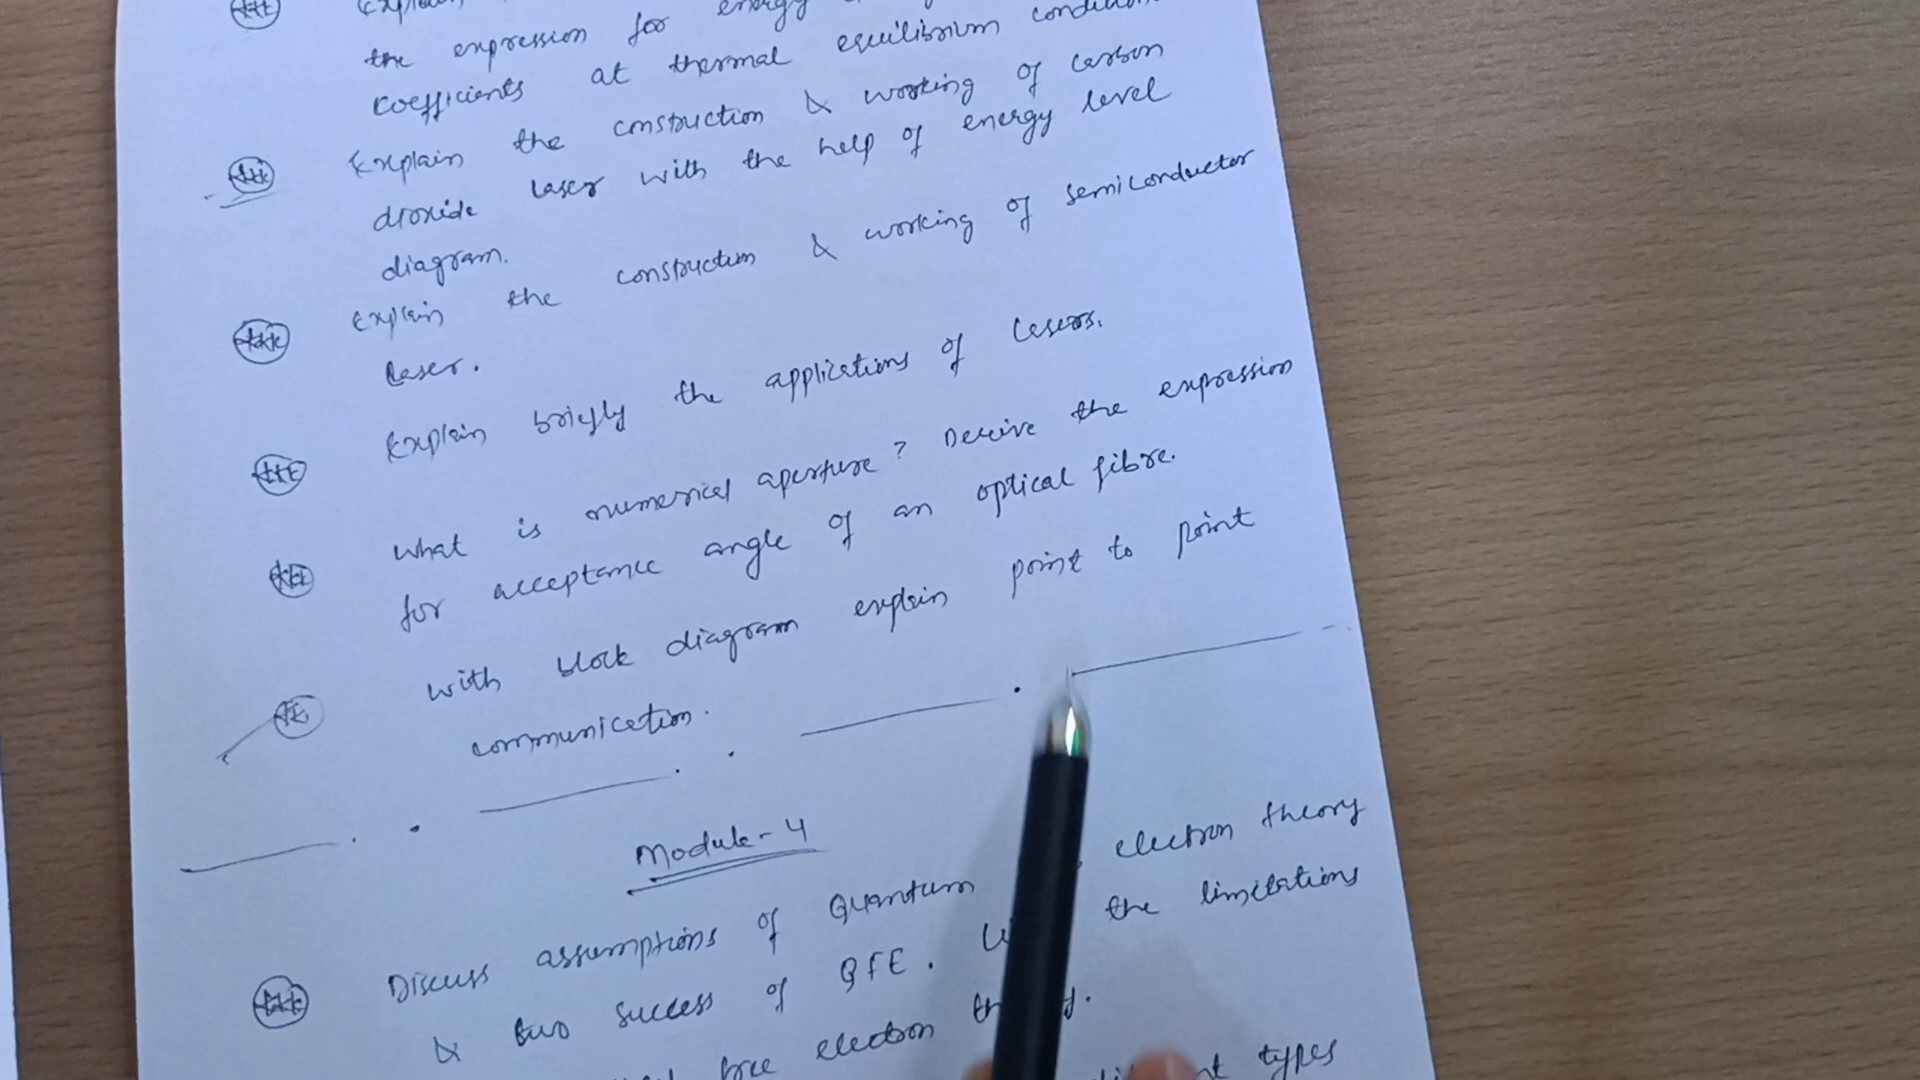 the expression for energy
coefficients at thermal equilibrium
Explain the construction & working of carbon
dioxide laser with the help of energy level
diagram.
explain the construction & working of semiconductor
laser.
Explain briefly the applications of lasers.
What is numerical aperture? Derive the expression
for acceptance angle of an optical fibre.
with block diagram explain point to point
communication.
Module-4
Discuss assumptions of Quantum electron theory
& two success of QFE. the limitations
free electron
types